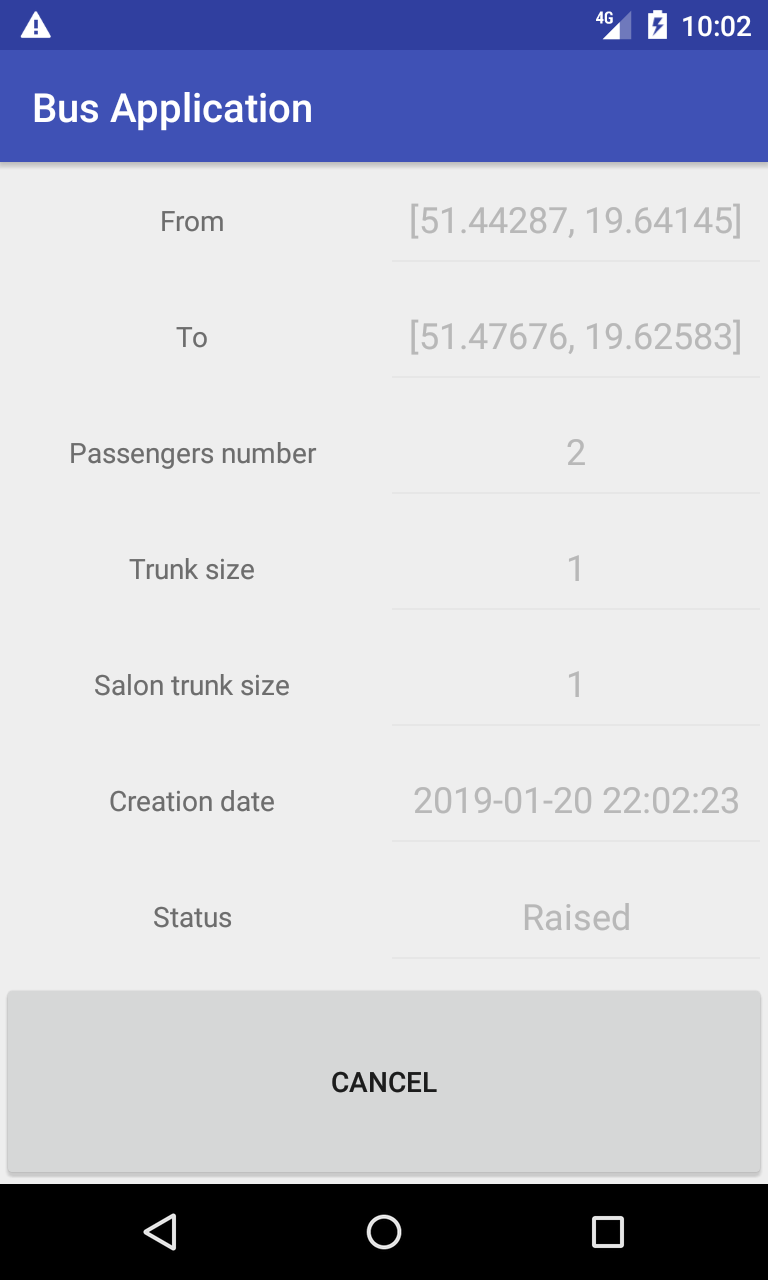 4G 10:02
Bus Application
From [51.44287, 19.64145]
To [51.47676, 19.62583]
Passengers number 2
Trunk size 1
Salon trunk size 1
Creation date 2019-01-20 22:02:23
Status Raised
CANCEL